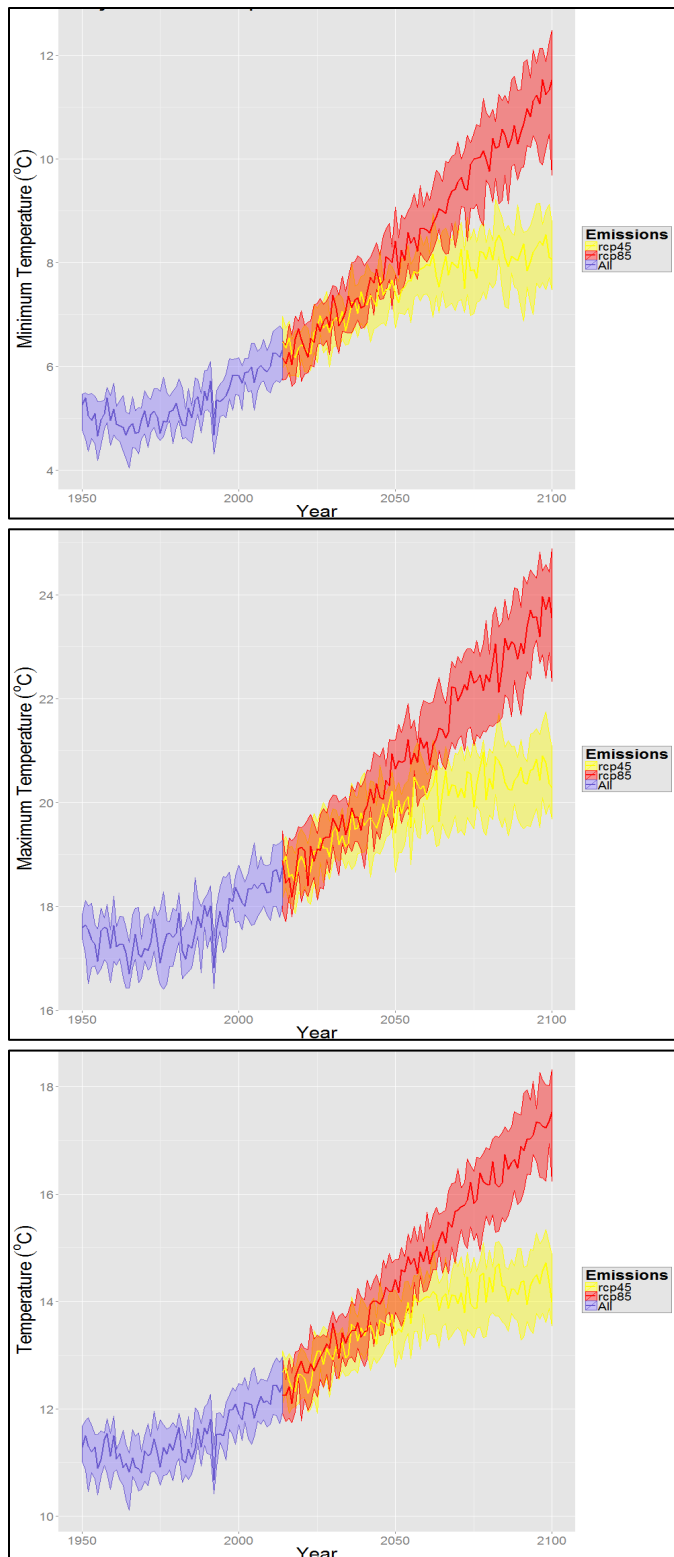 12
10
8
6
4
Minimum Temperature (°C)
1950
2000
2050
2100
Year
Emissions
rcp45
rcp85
All
24
22
20
18
16
Maximum Temperature (°C)
1950
2000
2050
2100
Year
Emissions
rcp45
rcp85
All
18
16
14
12
10
Temperature (°C)
1950
2000
2050
2100
Year
Emissions
rcp45
rcp85
All